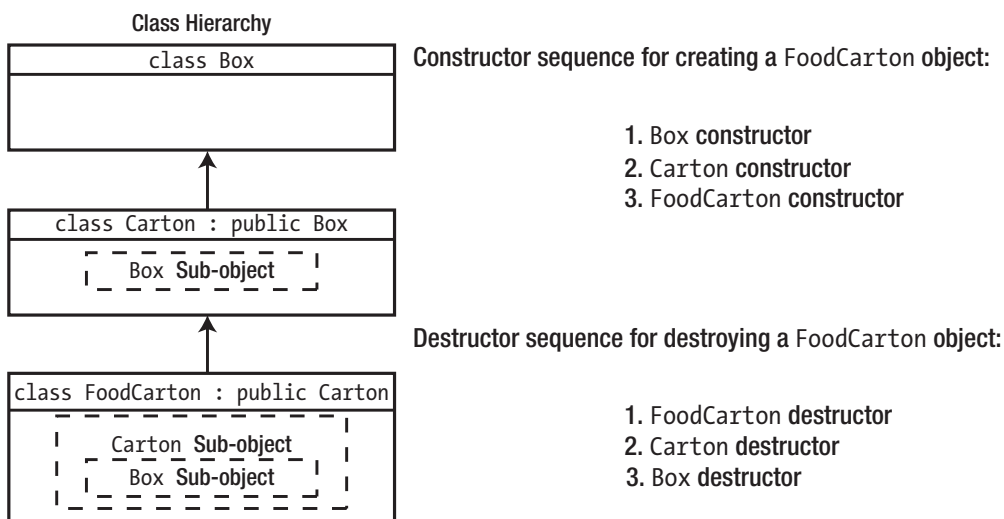 Class Hierarchy
class Box
class Carton : public Box
Box Sub-object
class FoodCarton : public Carton
Carton Sub-object
Box Sub-object
Constructor sequence for creating a FoodCarton object:
1. Box constructor
2. Carton constructor
3. FoodCarton constructor
Destructor sequence for destroying a FoodCarton object:
1. FoodCarton destructor
2. Carton destructor
3. Box destructor